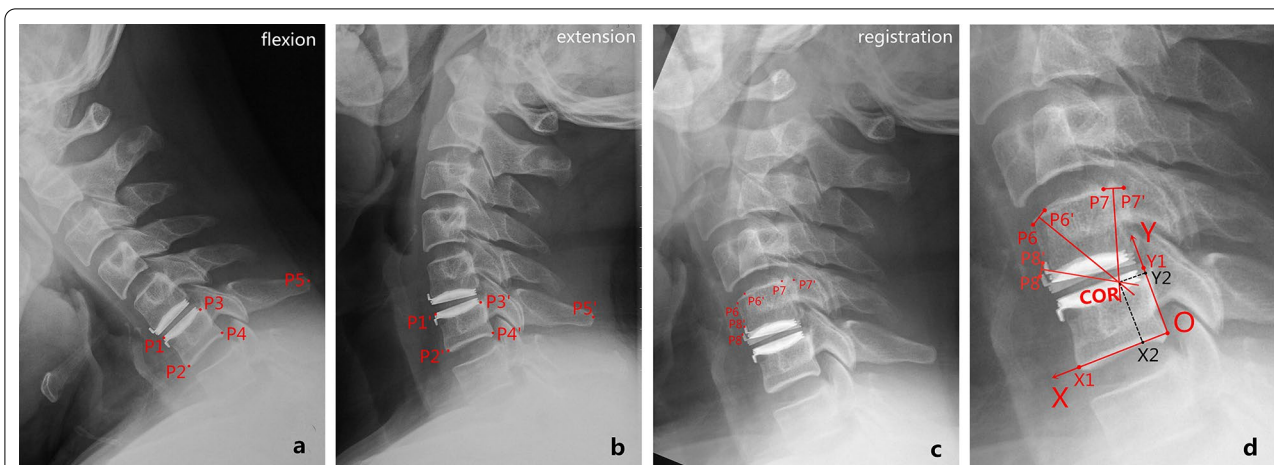 flexion
P5
P3
P4
P1
P2
a
extension
P3'
P5'
P1'
P4'
P2'
b
registration
P7
P7'
P6'
P6
P8'
P8
c
P7
P7'
P6'
P6
Y
P8'
Y1
P8
Y2
COR
O
X2
X1
X
d